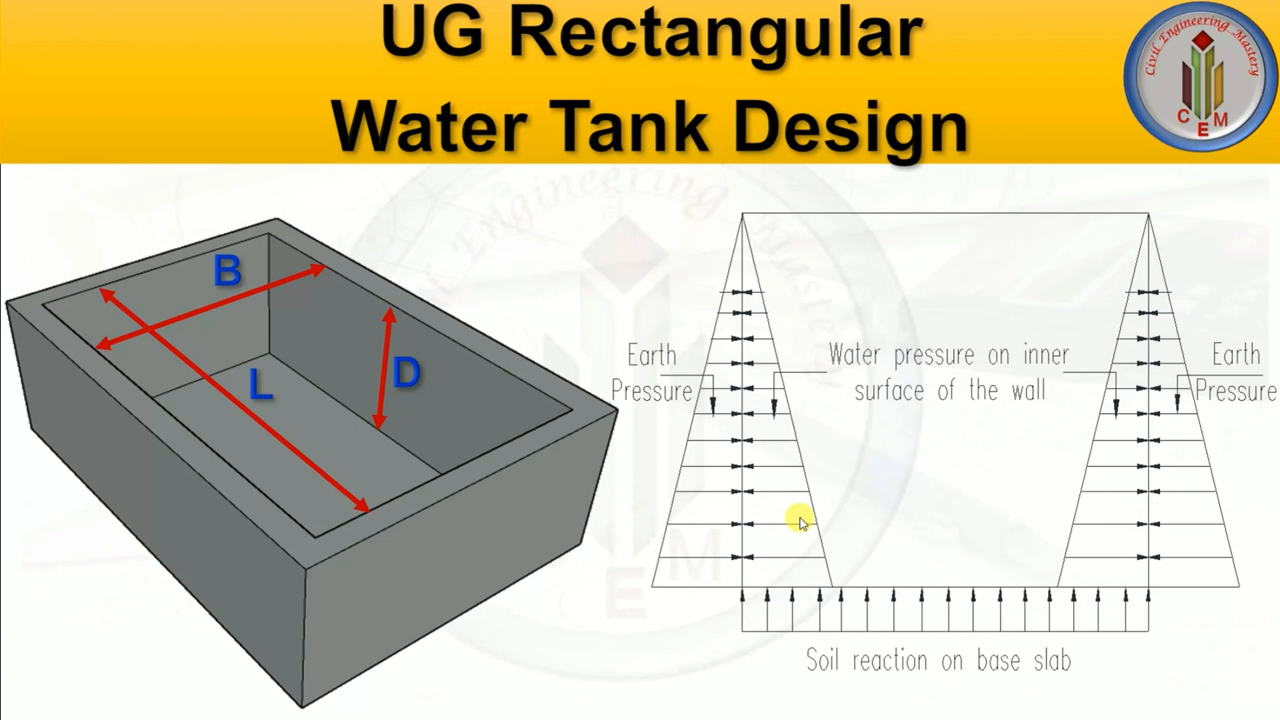 UG Rectangular
Water Tank Design
Civil Engineering Mastery
C E M
B
L
D
Earth
Pressure
Water pressure on inner
surface of the wall
Earth
Pressure
Soil reaction on base slab